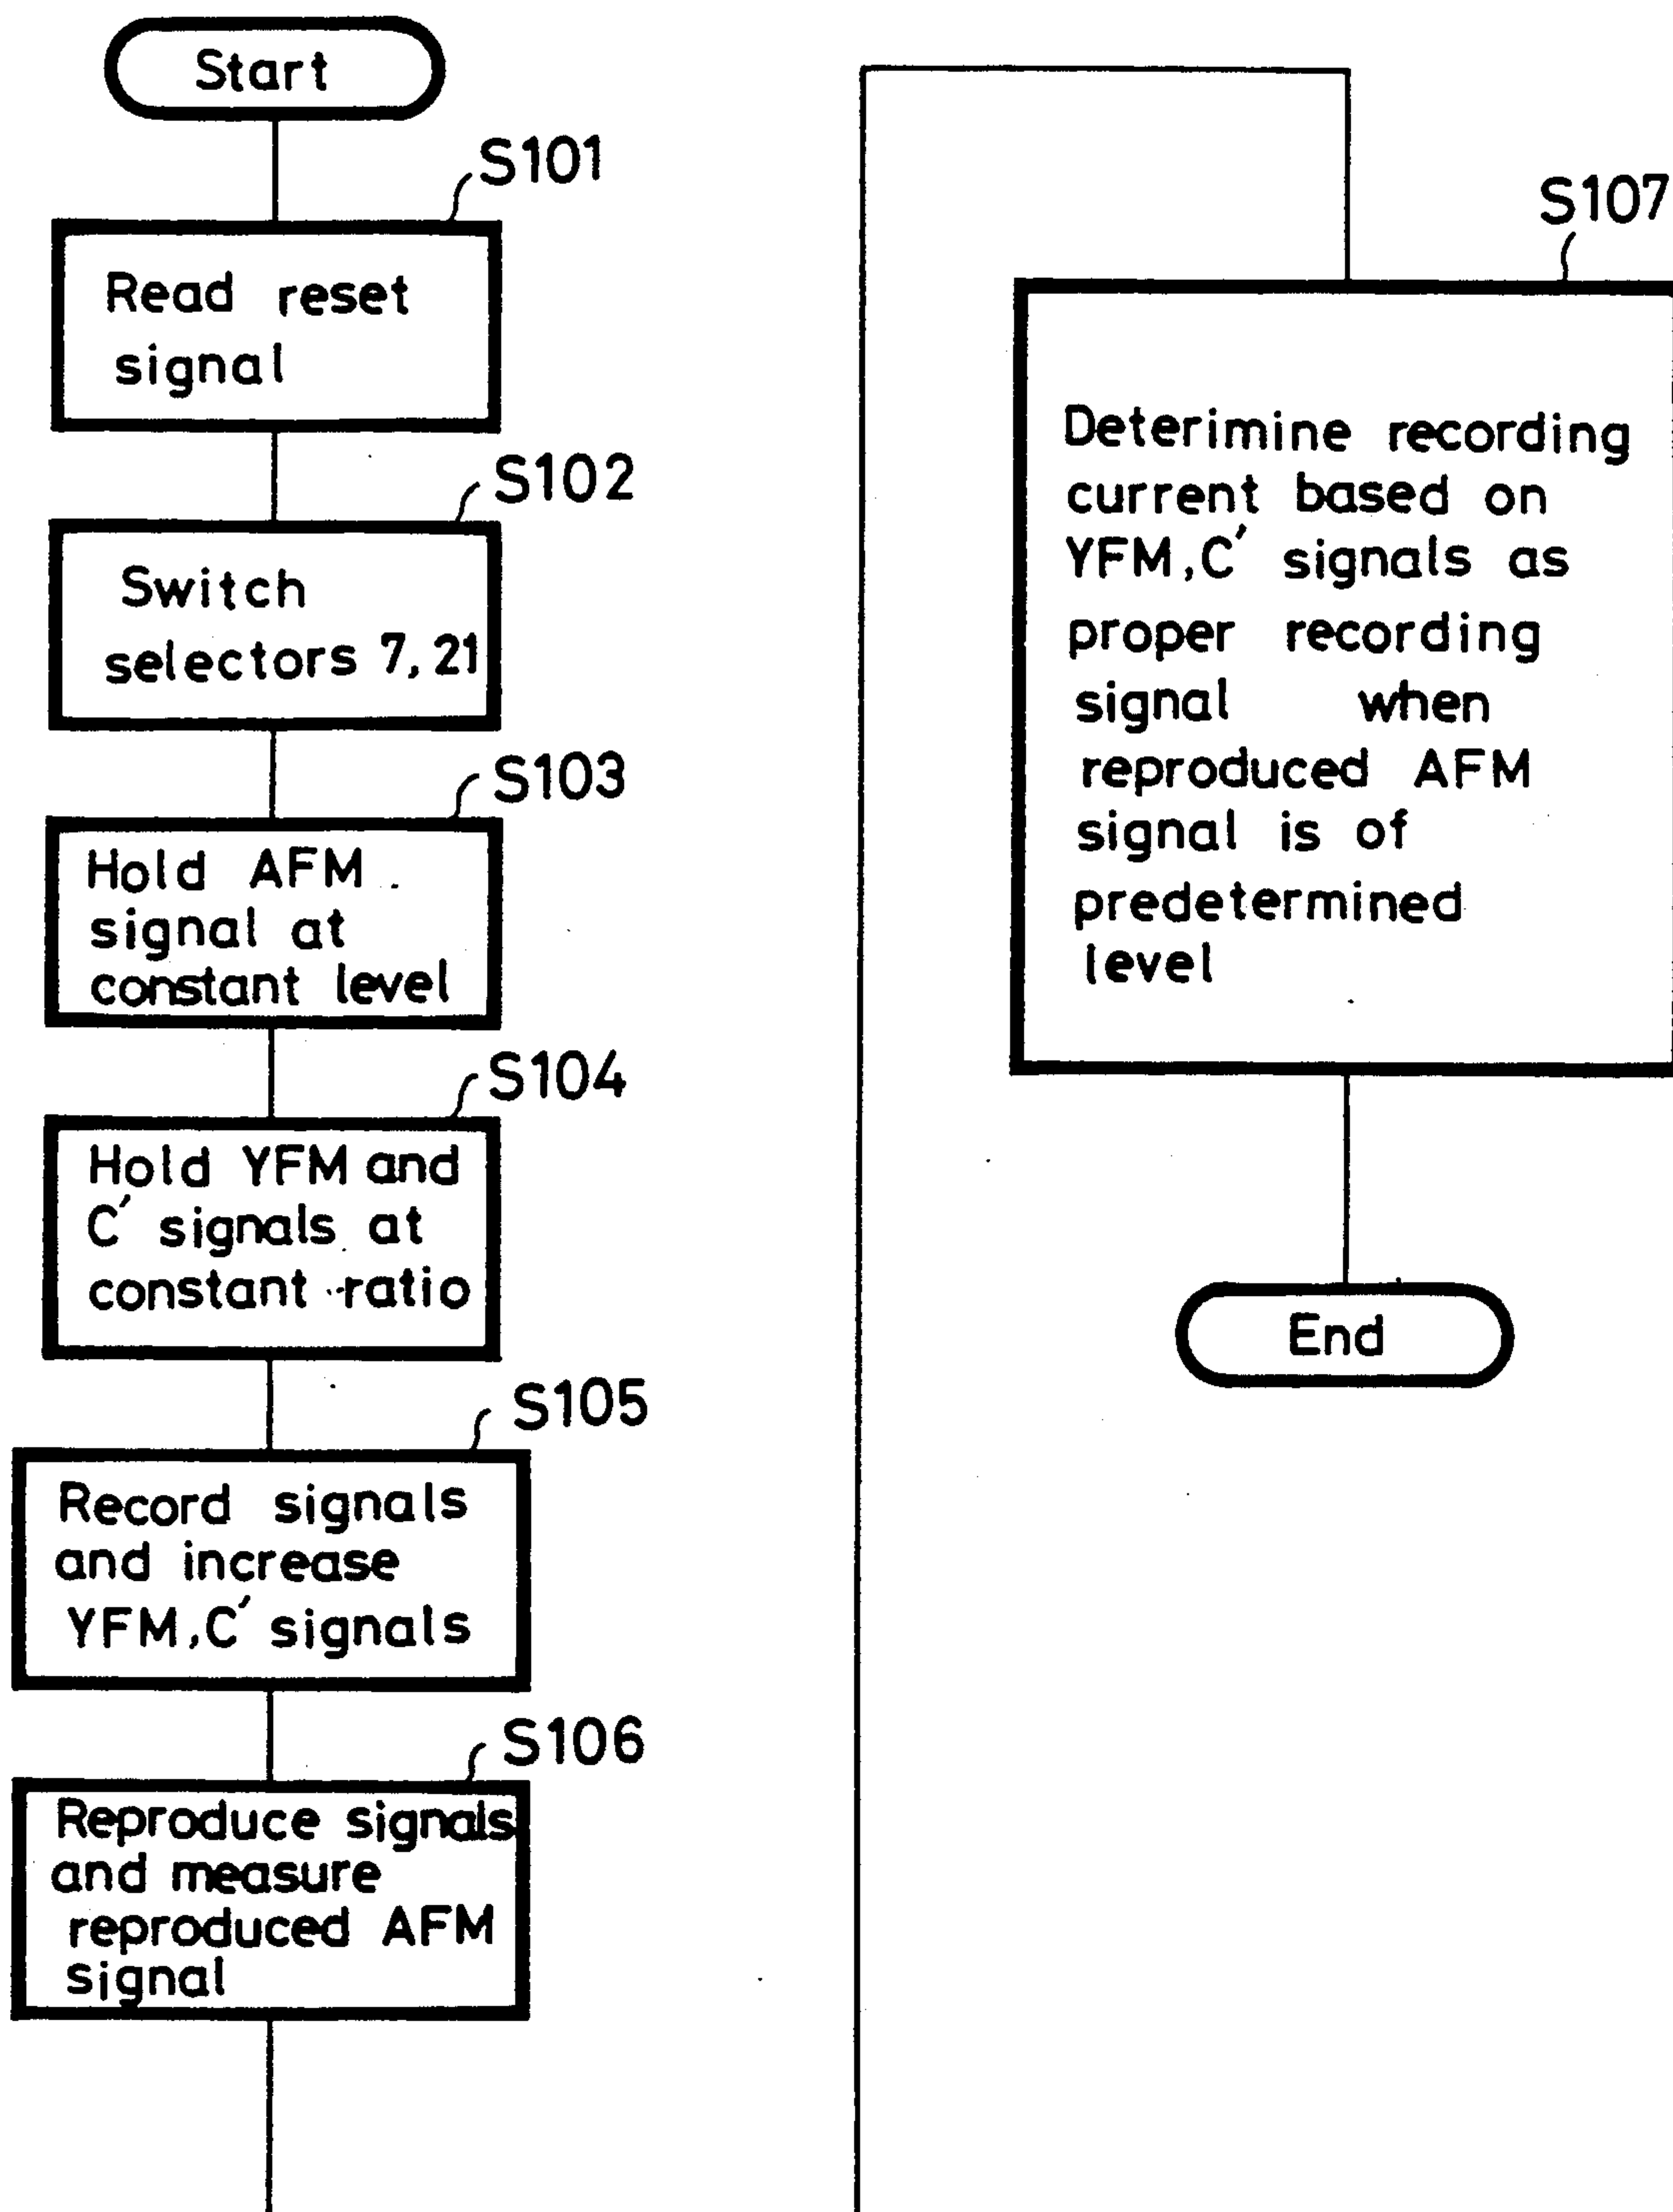 Start
S101
Read reset
signal
S102
Switch
selectors 7, 21
S103
Hold AFM
signal at
constant level
S104
Hold YFM and
C′ signals at
constant ratio
S105
Record signals
and increase
YFM, C′ signals
S106
Reproduce signals
and measure
reproduced AFM
signal
S107
Deterimine recording
current based on
YFM, C′ signals as
proper recording
signal when
reproduced AFM
signal is of
predetermined
level
End